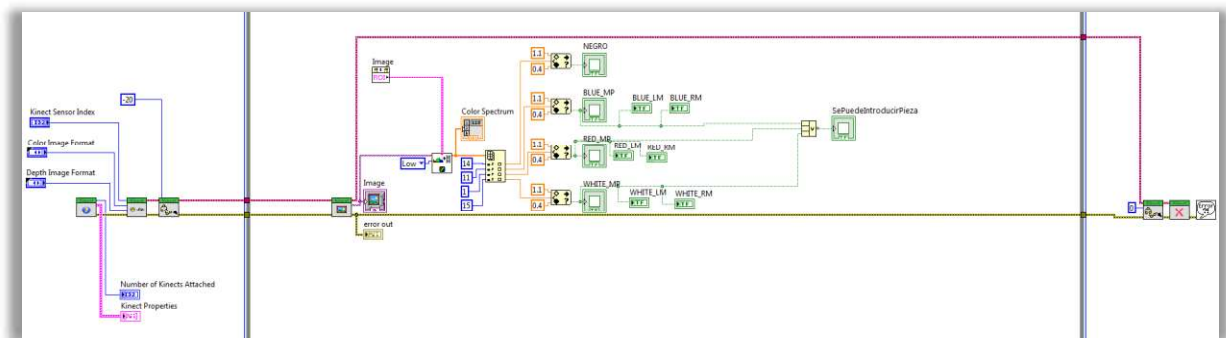 Kinect Sensor Index
Color Image Format
Depth Image Format
-20
Number of Kinects Attached
Kinect Properties
Image
Color Spectrum
Low
Image
error out
14
11
1
15
1.1
0.4
NEGRO
1.1
0.4
BLUE_MP
BLUE_LM
BLUE_RM
1.1
0.4
RED_MP
RED_LM
RED_RM
1.1
0.4
WHITE_MP
WHITE_LM
WHITE_RM
SePuedeIntroducirPieza
0